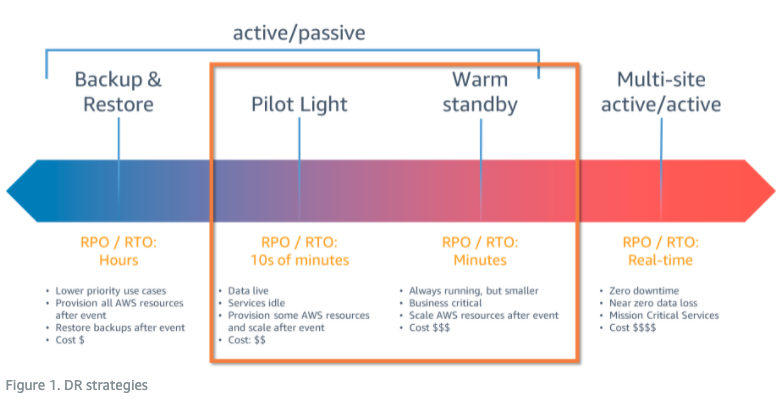 active/passive
Backup &
Restore
Pilot Light
Warm
standby
Multi-site
active/active
RPO / RTO:
Hours
RPO / RTO:
10s of minutes
RPO / RTO:
Minutes
RPO / RTO:
Real-time
• Lower priority use cases
• Provision all AWS resources
after event
• Restore backups after event
• Cost $
• Data live
• Services idle
• Provision some AWS resources
and scale after event
• Cost: $$
• Always running, but smaller
• Business critical
• Scale AWS resources after event
• Cost $$$
• Zero downtime
• Near zero data loss
• Mission Critical Services
• Cost $$$$
Figure 1. DR strategies